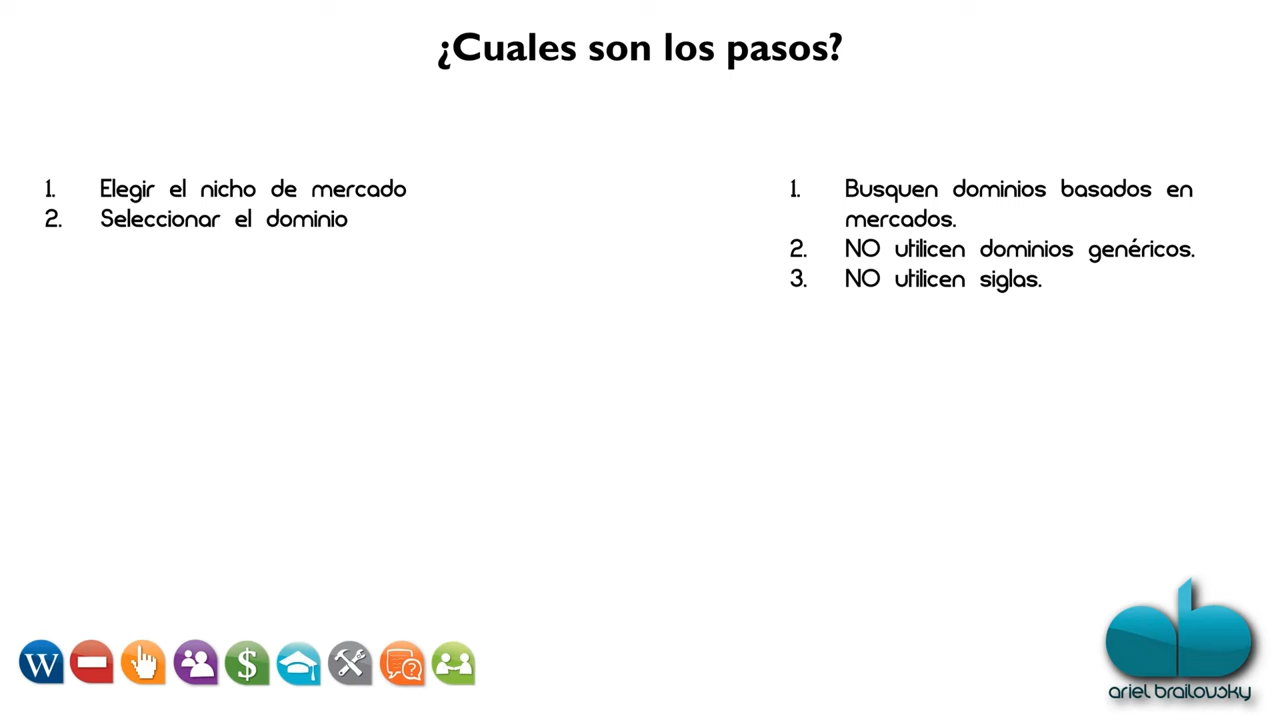 ¿Cuales son los pasos?
1. Elegir el nicho de mercado
2. Seleccionar el dominio
1. Busquen dominios basados en
mercados.
2. NO utilicen dominios genéricos.
3. NO utilicen siglas.
W
$
?
ab
ariel brailovsky